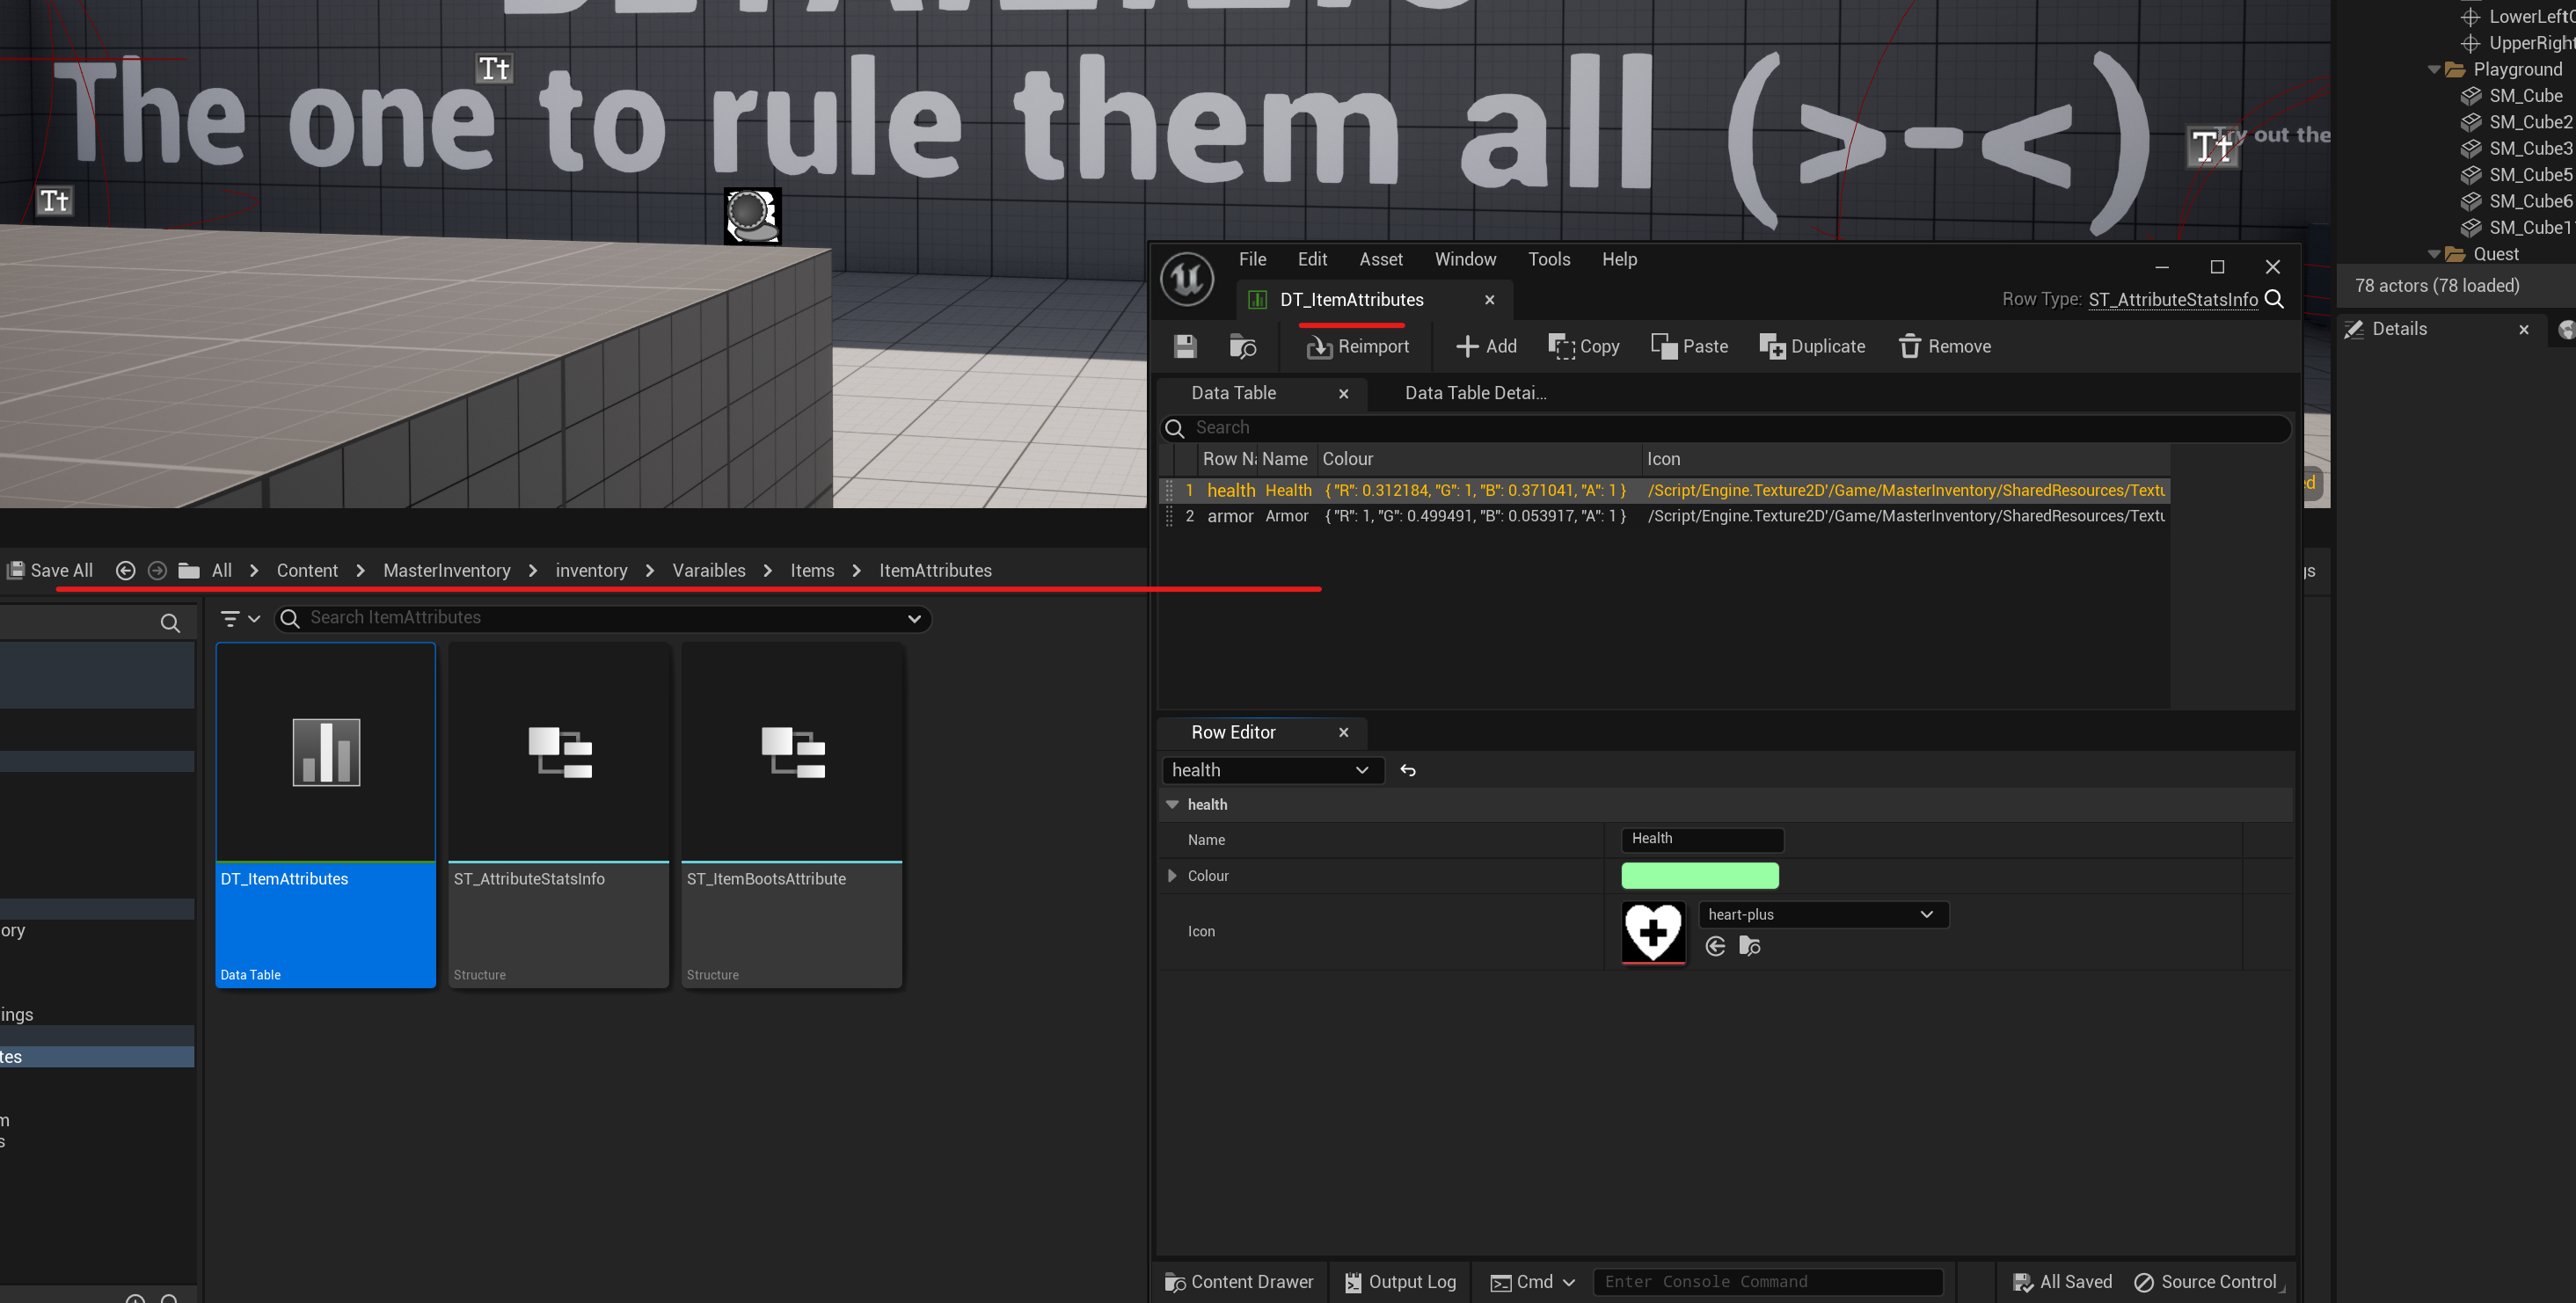 The one to rule them all (>-<)
Tt
Tt
Tt
Try out the
LowerLeft
UpperRight
Playground
SM_Cube
SM_Cube2
SM_Cube3
SM_Cube5
SM_Cube6
SM_Cube1
Quest
78 actors (78 loaded)
Details
File Edit Asset Window Tools Help
DT_ItemAttributes
Row Type: ST_AttributeStatsInfo
Reimport Add Copy Paste Duplicate Remove
Data Table Data Table Detai...
Search
Row Na Name Colour Icon
1 health Health { "R": 0.312184, "G": 1, "B": 0.371041, "A": 1 } /Script/Engine.Texture2D'/Game/MasterInventory/SharedResources/Textu
2 armor Armor { "R": 1, "G": 0.499491, "B": 0.053917, "A": 1 } /Script/Engine.Texture2D'/Game/MasterInventory/SharedResources/Textu
Save All All > Content > MasterInventory > inventory > Varaibles > Items > ItemAttributes
Search ItemAttributes
DT_ItemAttributes
Data Table
ST_AttributeStatsInfo
Structure
ST_ItemBootsAttribute
Structure
ory
ings
tes
Row Editor
health
health
Name Health
Colour
Icon heart-plus
Content Drawer Output Log Cmd Enter Console Command All Saved Source Control